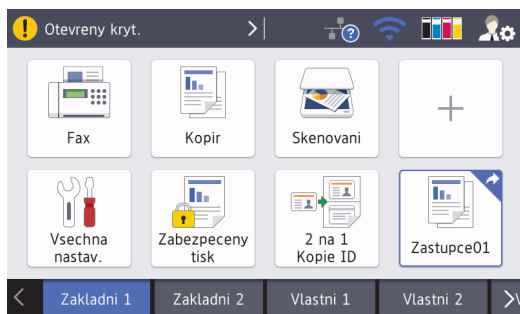 Otevreny kryt.
Fax
Kopir
Skenovani
Vsechna
nastav.
Zabezpeceny
tisk
2 na 1
Kopie ID
Zastupce01
Zakladni 1
Zakladni 2
Vlastni 1
Vlastni 2